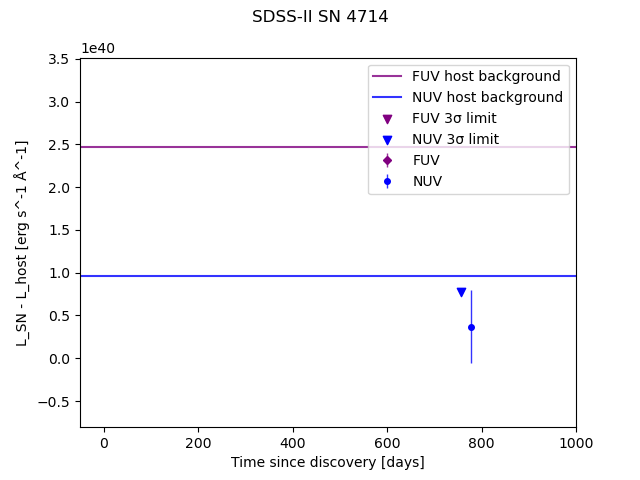 SDSS-II SN 4714
1e40
FUV host background
NUV host background
FUV 3σ limit
NUV 3σ limit
FUV
NUV
L_SN - L_host [erg s^-1 Å^-1]
3.5
3.0
2.5
2.0
1.5
1.0
0.5
0.0
−0.5
0 200 400 600 800 1000
Time since discovery [days]